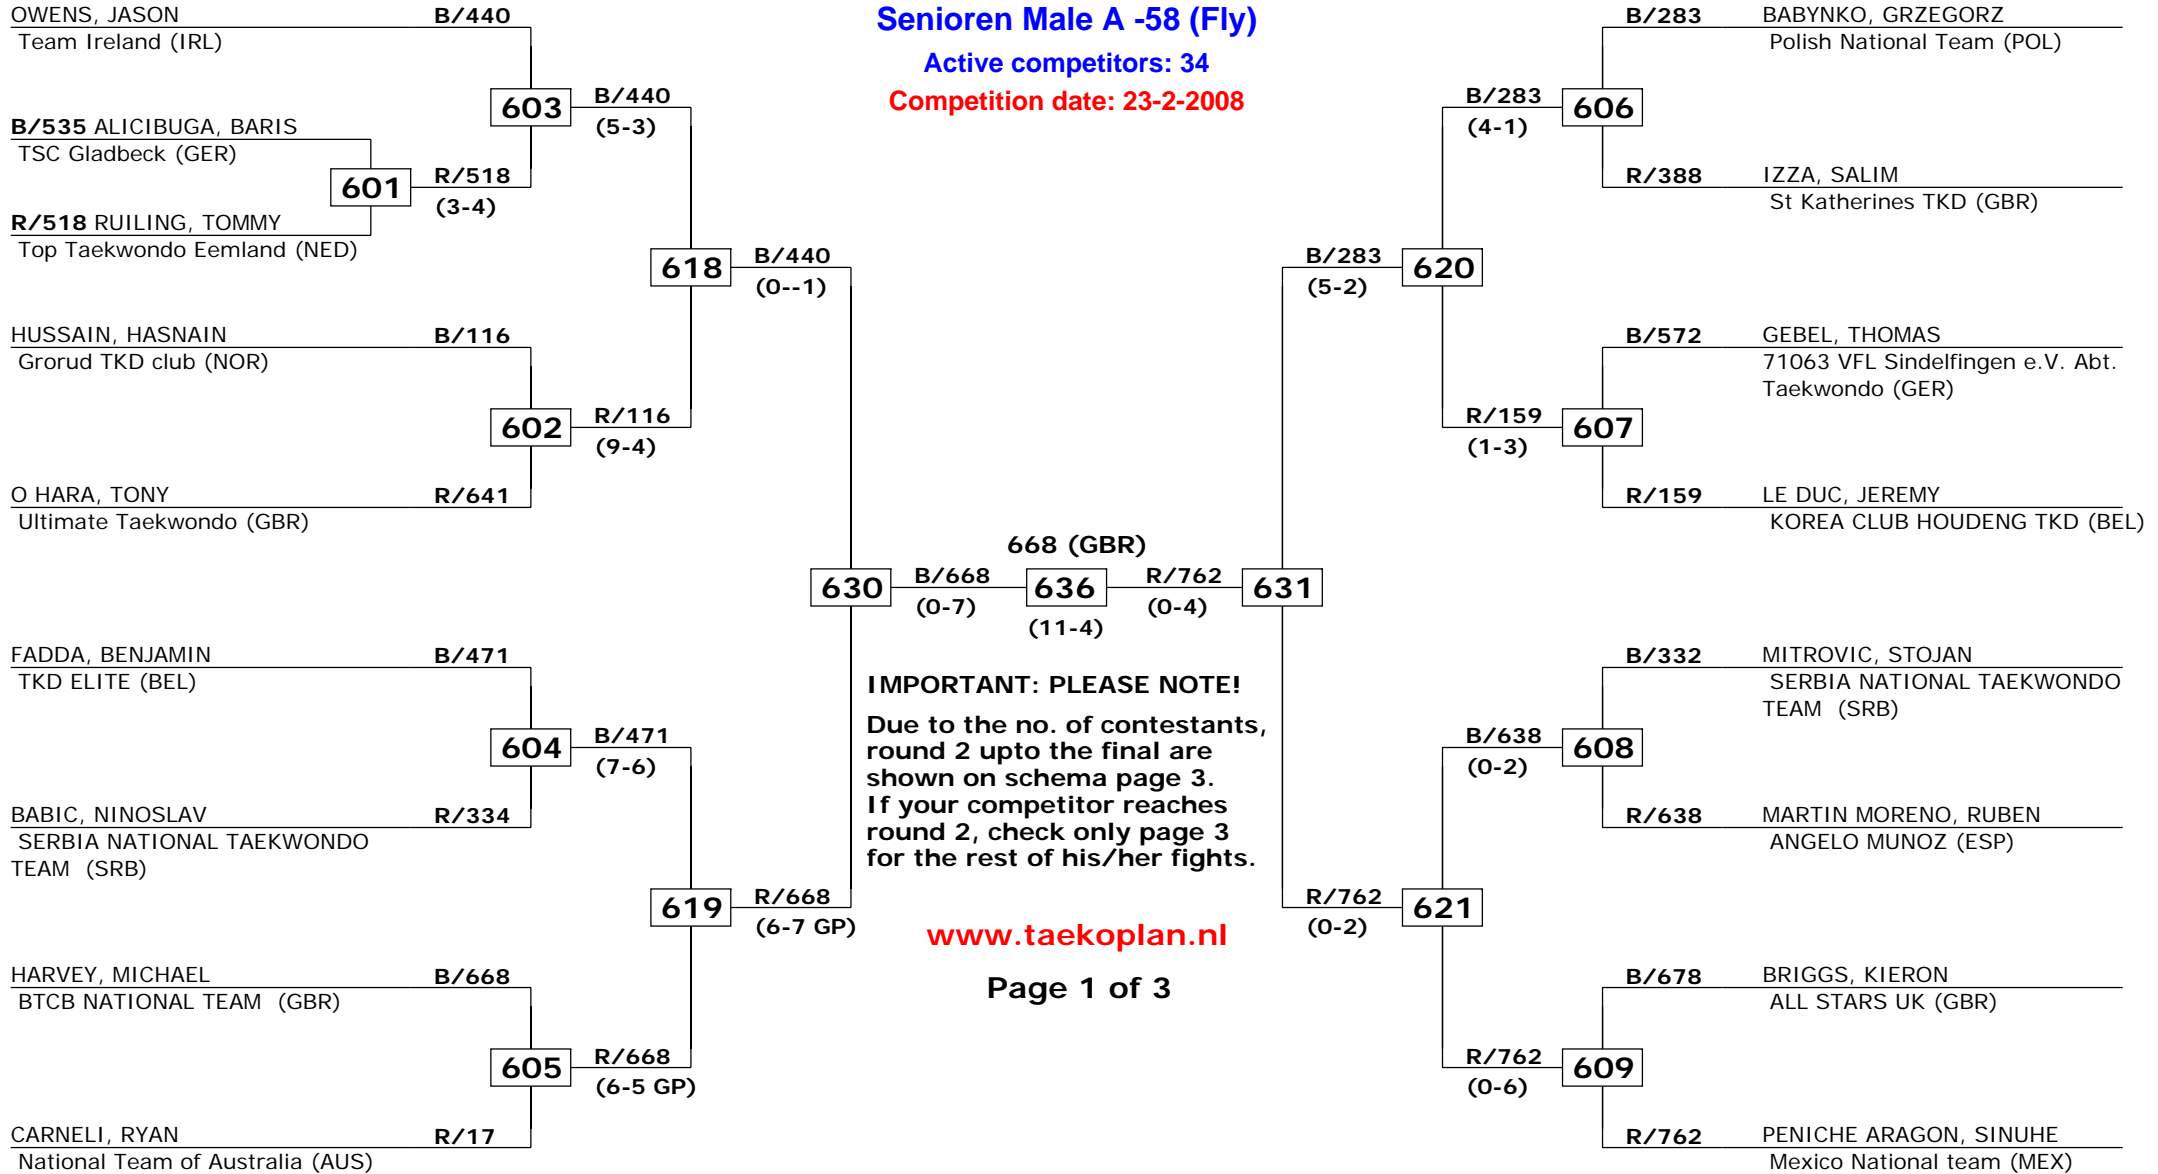 Senioren Male A -58 (Fly)
Active competitors: 34
Competition date: 23-2-2008
OWENS, JASON B/440
Team Ireland (IRL)
603
B/440
(5-3)
B/535 ALICIBUGA, BARIS
TSC Gladbeck (GER)
601
R/518
(3-4)
R/518 RUILING, TOMMY
Top Taekwondo Eemland (NED)
618
B/440
(0--1)
HUSSAIN, HASNAIN B/116
Grorud TKD club (NOR)
602
R/116
(9-4)
O HARA, TONY R/641
Ultimate Taekwondo (GBR)
630
B/668
(0-7)
668 (GBR)
636
(11-4)
R/762
(0-4)
631
FADDA, BENJAMIN B/471
TKD ELITE (BEL)
604
B/471
(7-6)
BABIC, NINOSLAV R/334
SERBIA NATIONAL TAEKWONDO
TEAM (SRB)
619
R/668
(6-7 GP)
HARVEY, MICHAEL B/668
BTCB NATIONAL TEAM (GBR)
605
R/668
(6-5 GP)
CARNELI, RYAN R/17
National Team of Australia (AUS)
IMPORTANT: PLEASE NOTE!
Due to the no. of contestants,
round 2 upto the final are
shown on schema page 3.
If your competitor reaches
round 2, check only page 3
for the rest of his/her fights.
www.taekoplan.nl
Page 1 of 3
B/283 BABYNKO, GRZEGORZ
Polish National Team (POL)
B/283
(4-1)
606
R/388 IZZA, SALIM
St Katherines TKD (GBR)
B/283
(5-2)
620
B/572 GEBEL, THOMAS
71063 VFL Sindelfingen e.V. Abt.
Taekwondo (GER)
R/159
(1-3)
607
R/159 LE DUC, JEREMY
KOREA CLUB HOUDENG TKD (BEL)
B/332 MITROVIC, STOJAN
SERBIA NATIONAL TAEKWONDO
TEAM (SRB)
B/638
(0-2)
608
R/638 MARTIN MORENO, RUBEN
ANGELO MUNOZ (ESP)
R/762
(0-2)
621
B/678 BRIGGS, KIERON
ALL STARS UK (GBR)
R/762
(0-6)
609
R/762 PENICHE ARAGON, SINUHE
Mexico National team (MEX)